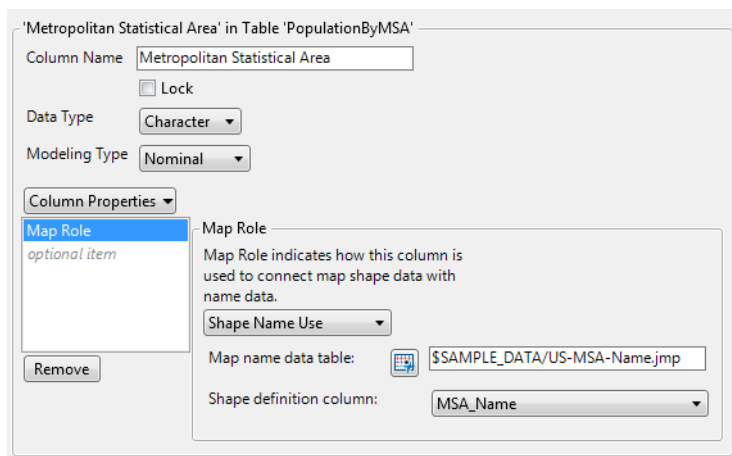 'Metropolitan Statistical Area' in Table 'PopulationByMSA'
Column Name Metropolitan Statistical Area
Lock
Data Type Character
Modeling Type Nominal
Column Properties
Map Role
optional item
Remove
Map Role
Map Role indicates how this column is
used to connect map shape data with
name data.
Shape Name Use
Map name data table: $SAMPLE_DATA/US-MSA-Name.jmp
Shape definition column: MSA_Name